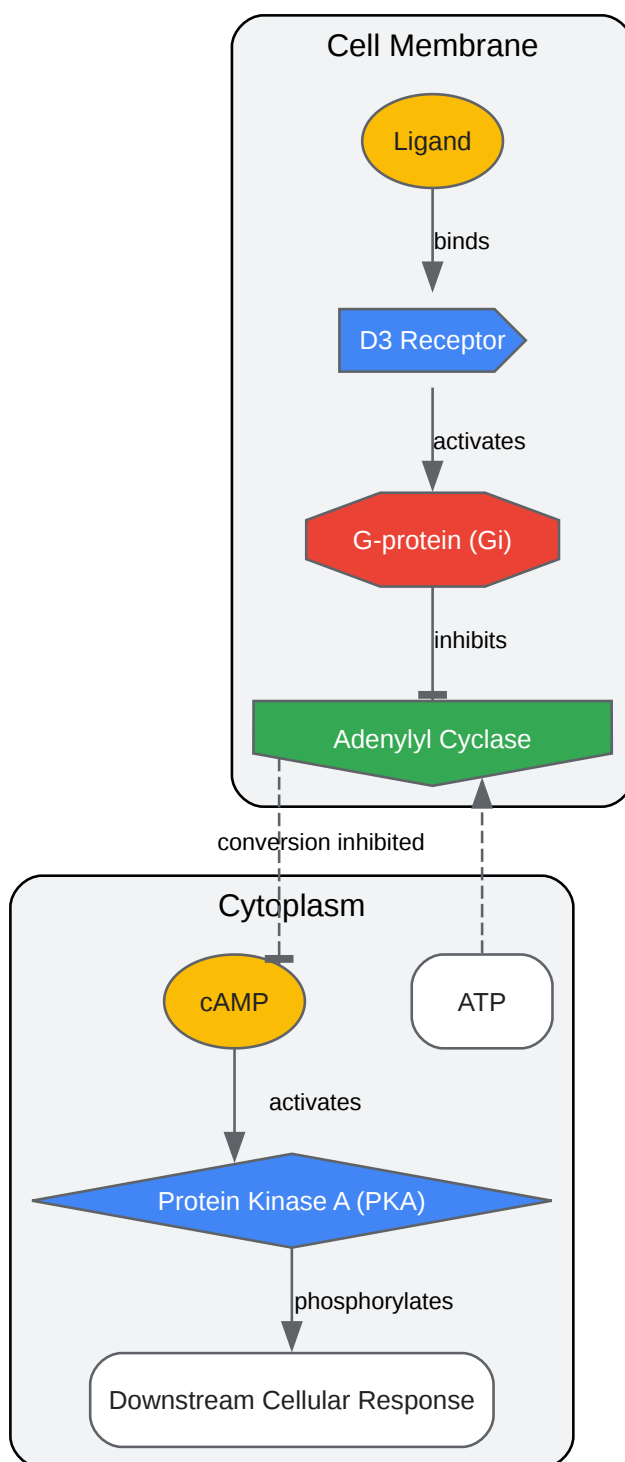 Cell Membrane
Ligand
binds
D3 Receptor
activates
G-protein (Gi)
inhibits
Adenylyl Cyclase
conversion inhibited
Cytoplasm
cAMP
ATP
activates
Protein Kinase A (PKA)
phosphorylates
Downstream Cellular Response